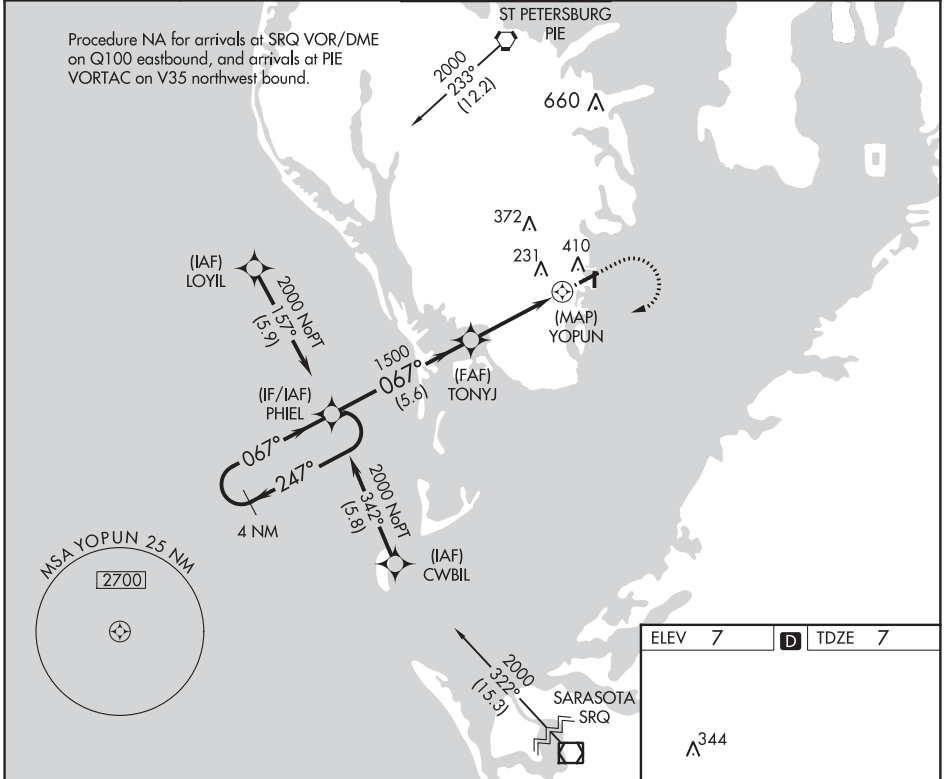 ST PETERSBURG
PIE
Procedure NA for arrivals at SRQ VOR/DME
on Q100 eastbound, and arrivals at PIE
VORTAC on V35 northwest bound.
2000
233°
(12.2)
660
372
231
410
(IAF)
LOYIL
2000 NoPT
157°
(5.9)
(MAP)
YOPUN
1500
067°
(5.6)
(FAF)
TONYJ
(IF/IAF)
PHIEL
067°
247°
4 NM
2000 NoPT
342°
(5.8)
(IAF)
CWBIL
MSA YOPUN 25 NM
2700
2000
322°
(15.3)
SARASOTA
SRQ
ELEV 7 D TDZE 7
344